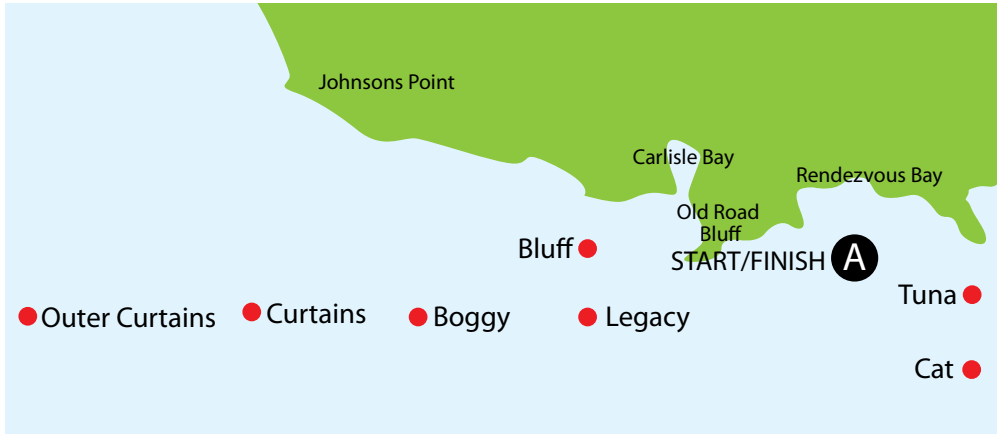 Johnsons Point
Carlisle Bay
Rendezvous Bay
Old Road
Bluff
Bluff
START/FINISH A
Tuna
Outer Curtains
Curtains
Boggy
Legacy
Cat